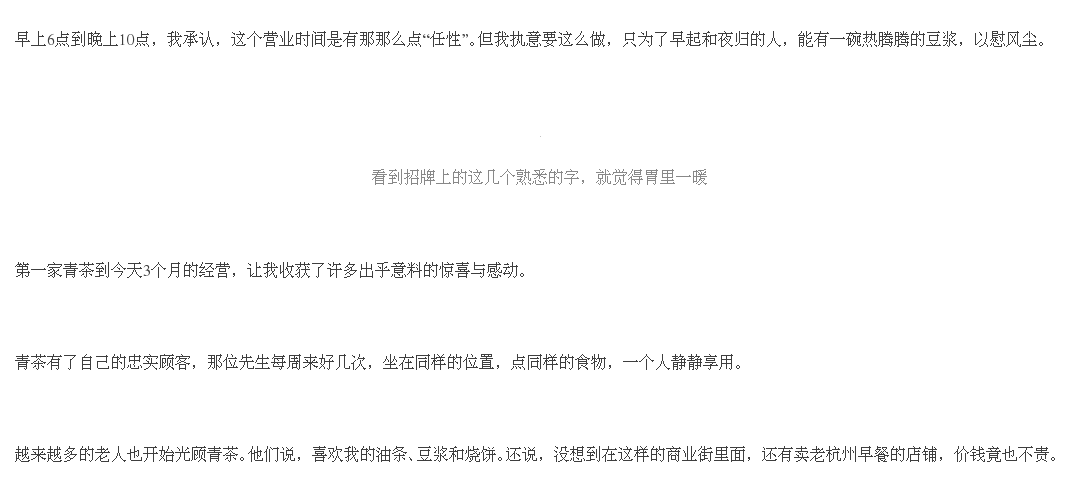 早上6点到晚上10点，我承认，这个营业时间是有那那么点“任性”。但我执意要这么做，只为了早起和夜归的人，能有一碗热腾腾的豆浆，以慰风尘。
看到招牌上的这几个熟悉的字，就觉得胃里一暖
第一家青茶到今天3个月的经营，让我收获了许多出乎意料的惊喜与感动。
青茶有了自己的忠实顾客，那位先生每周来好几次，坐在同样的位置，点同样的食物，一个人静静享用。
越来越多的老人也开始光顾青茶。他们说，喜欢我的油条、豆浆和烧饼。还说，没想到在这样的商业街里面，还有卖老杭州早餐的店铺，价钱竟也不贵。